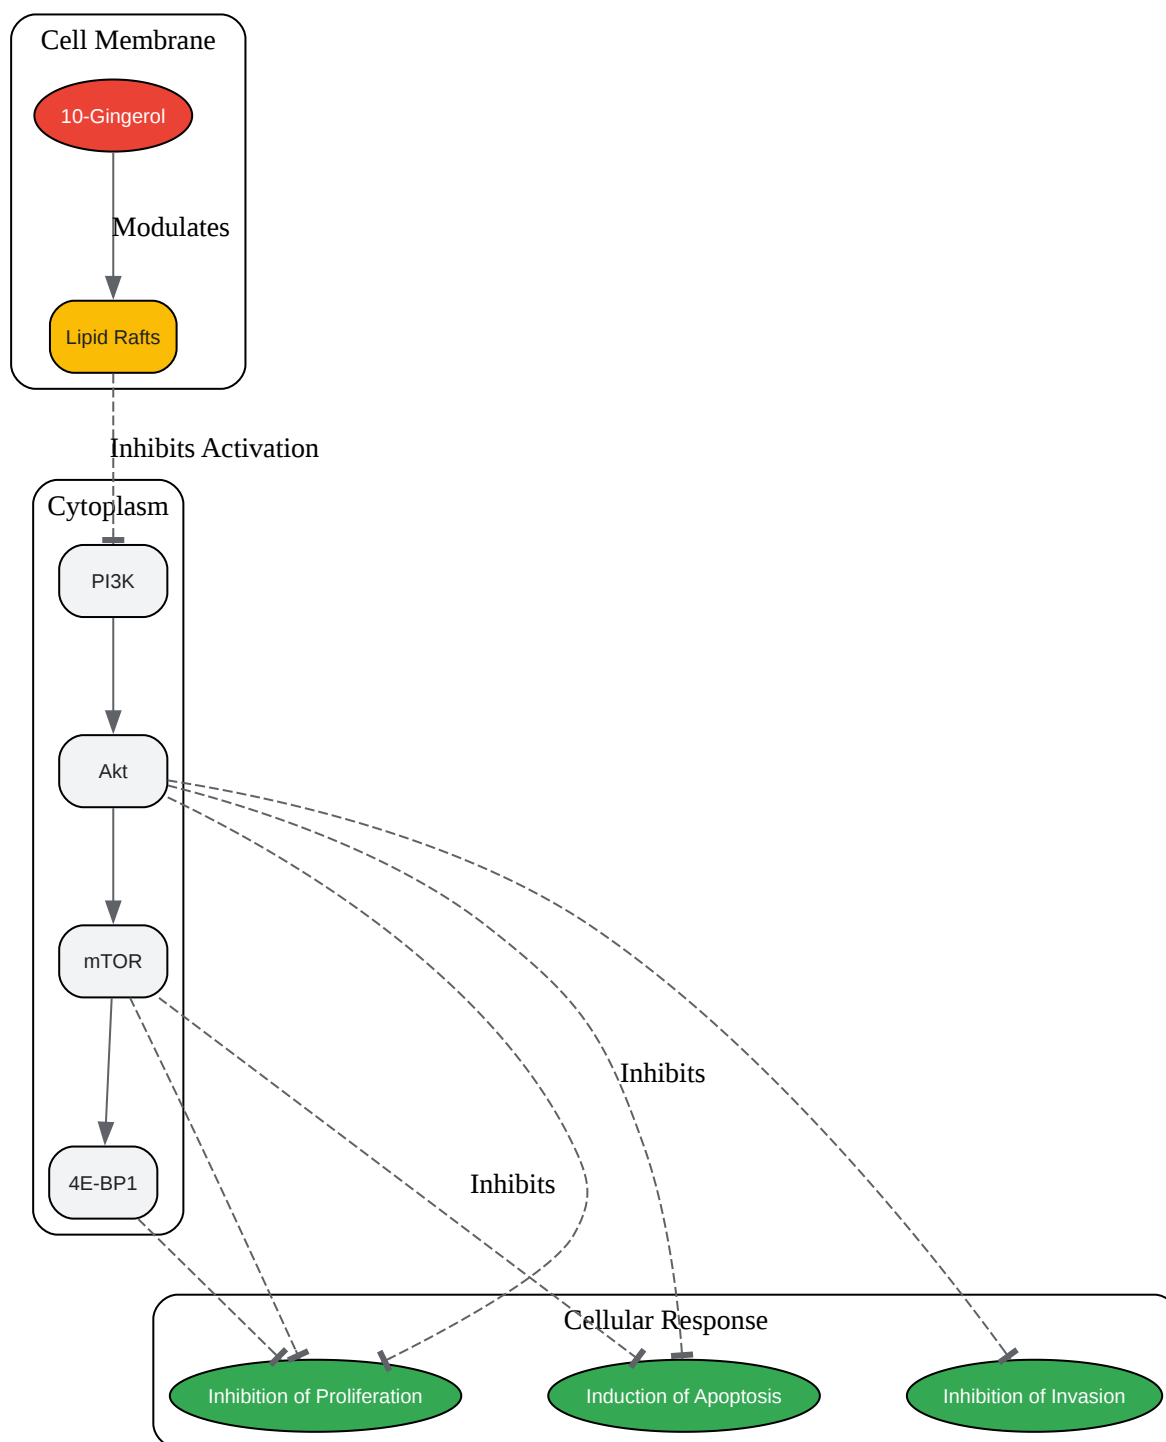 Cell Membrane
10-Gingerol
Modulates
Lipid Rafts
Inhibits Activation
Cytoplasm
PI3K
Akt
mTOR
Inhibits
4E-BP1
Inhibits
Cellular Response
Inhibition of Proliferation
Induction of Apoptosis
Inhibition of Invasion